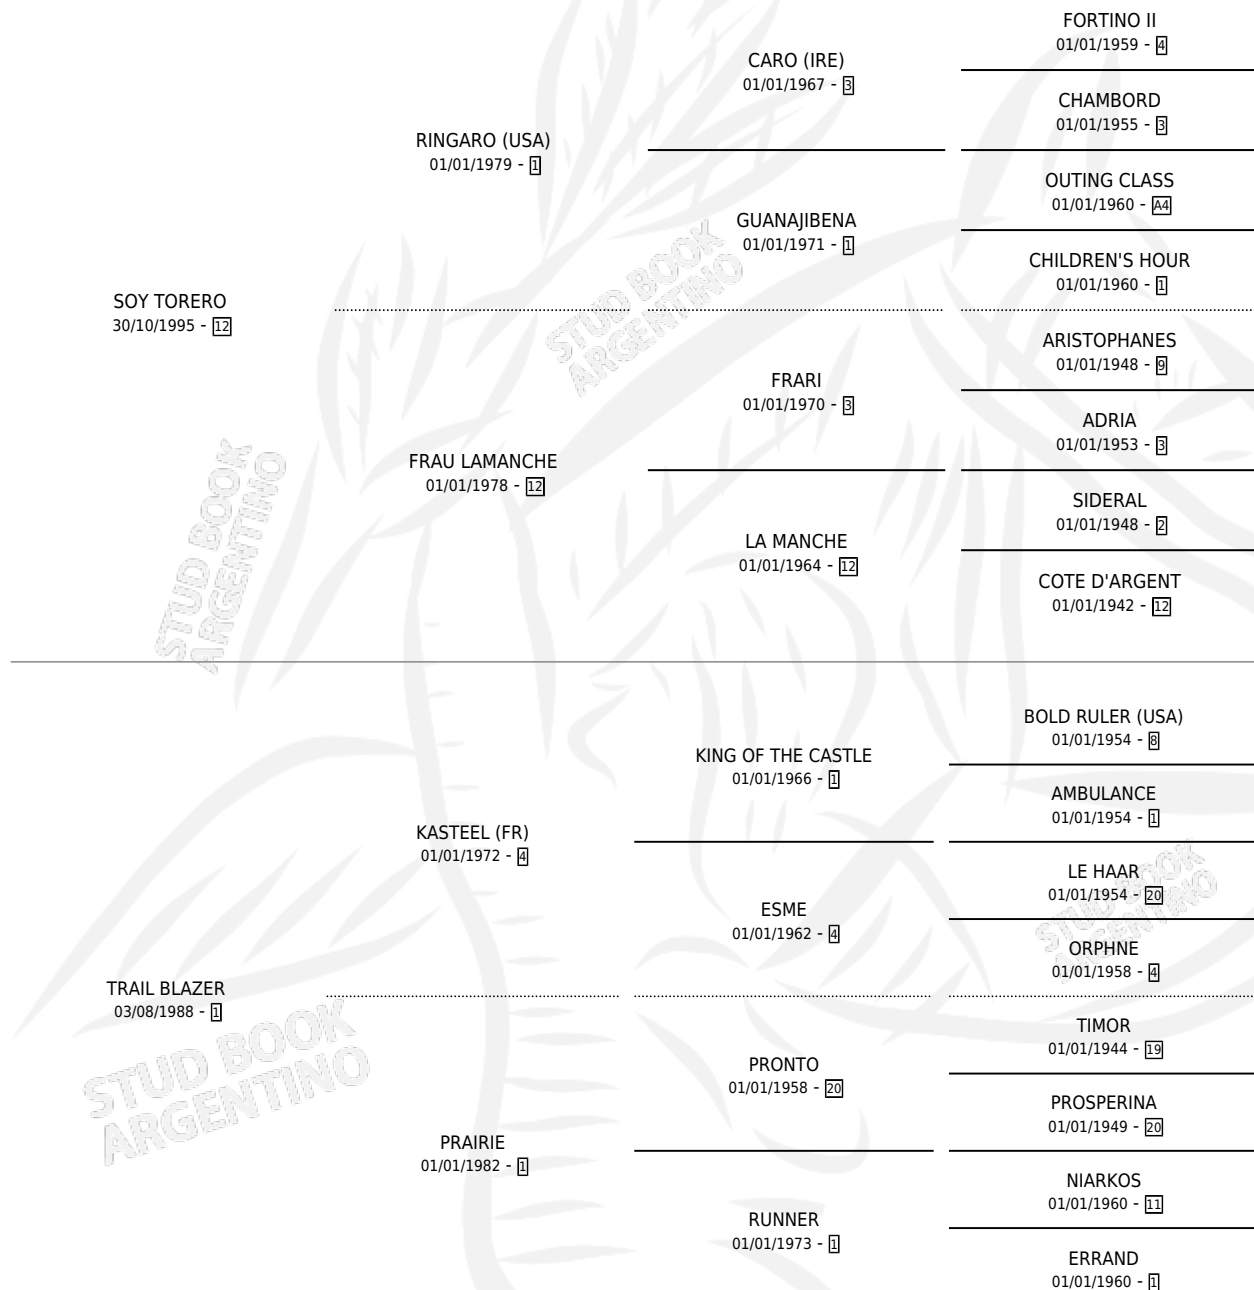 FORTINO II
01/01/1959 - 4
CARO (IRE)
01/01/1967 - 3
CHAMBORD
01/01/1955 - 3
RINGARO (USA)
01/01/1979 - 1
OUTING CLASS
01/01/1960 - A4
GUANAJIBENA
01/01/1971 - 1
CHILDREN'S HOUR
01/01/1960 - 1
SOY TORERO
30/10/1995 - 12
STUD BOOK
ARGENTINO
ARISTOPHANES
01/01/1948 - 9
FRARI
01/01/1970 - 3
ADRIA
01/01/1953 - 3
FRAU LAMANCHE
01/01/1978 - 12
SIDERAL
01/01/1948 - 2
LA MANCHE
01/01/1964 - 12
COTE D'ARGENT
01/01/1942 - 12
STUD BOOK
ARGENTINO
BOLD RULER (USA)
01/01/1954 - 8
KING OF THE CASTLE
01/01/1966 - 1
AMBULANCE
01/01/1954 - 1
KASTEEL (FR)
01/01/1972 - 4
LE HAAR
01/01/1954 - 20
ESME
01/01/1962 - 4
STUD BOOK
ARGENTINO
ORPHNE
01/01/1958 - 4
TRAIL BLAZER
03/08/1988 - 1
STUD BOOK
ARGENTINO
TIMOR
01/01/1944 - 19
PRONTO
01/01/1958 - 20
PROSPERINA
01/01/1949 - 20
PRAIRIE
01/01/1982 - 1
NIARKOS
01/01/1960 - 11
RUNNER
01/01/1973 - 1
ERRAND
01/01/1960 - 1